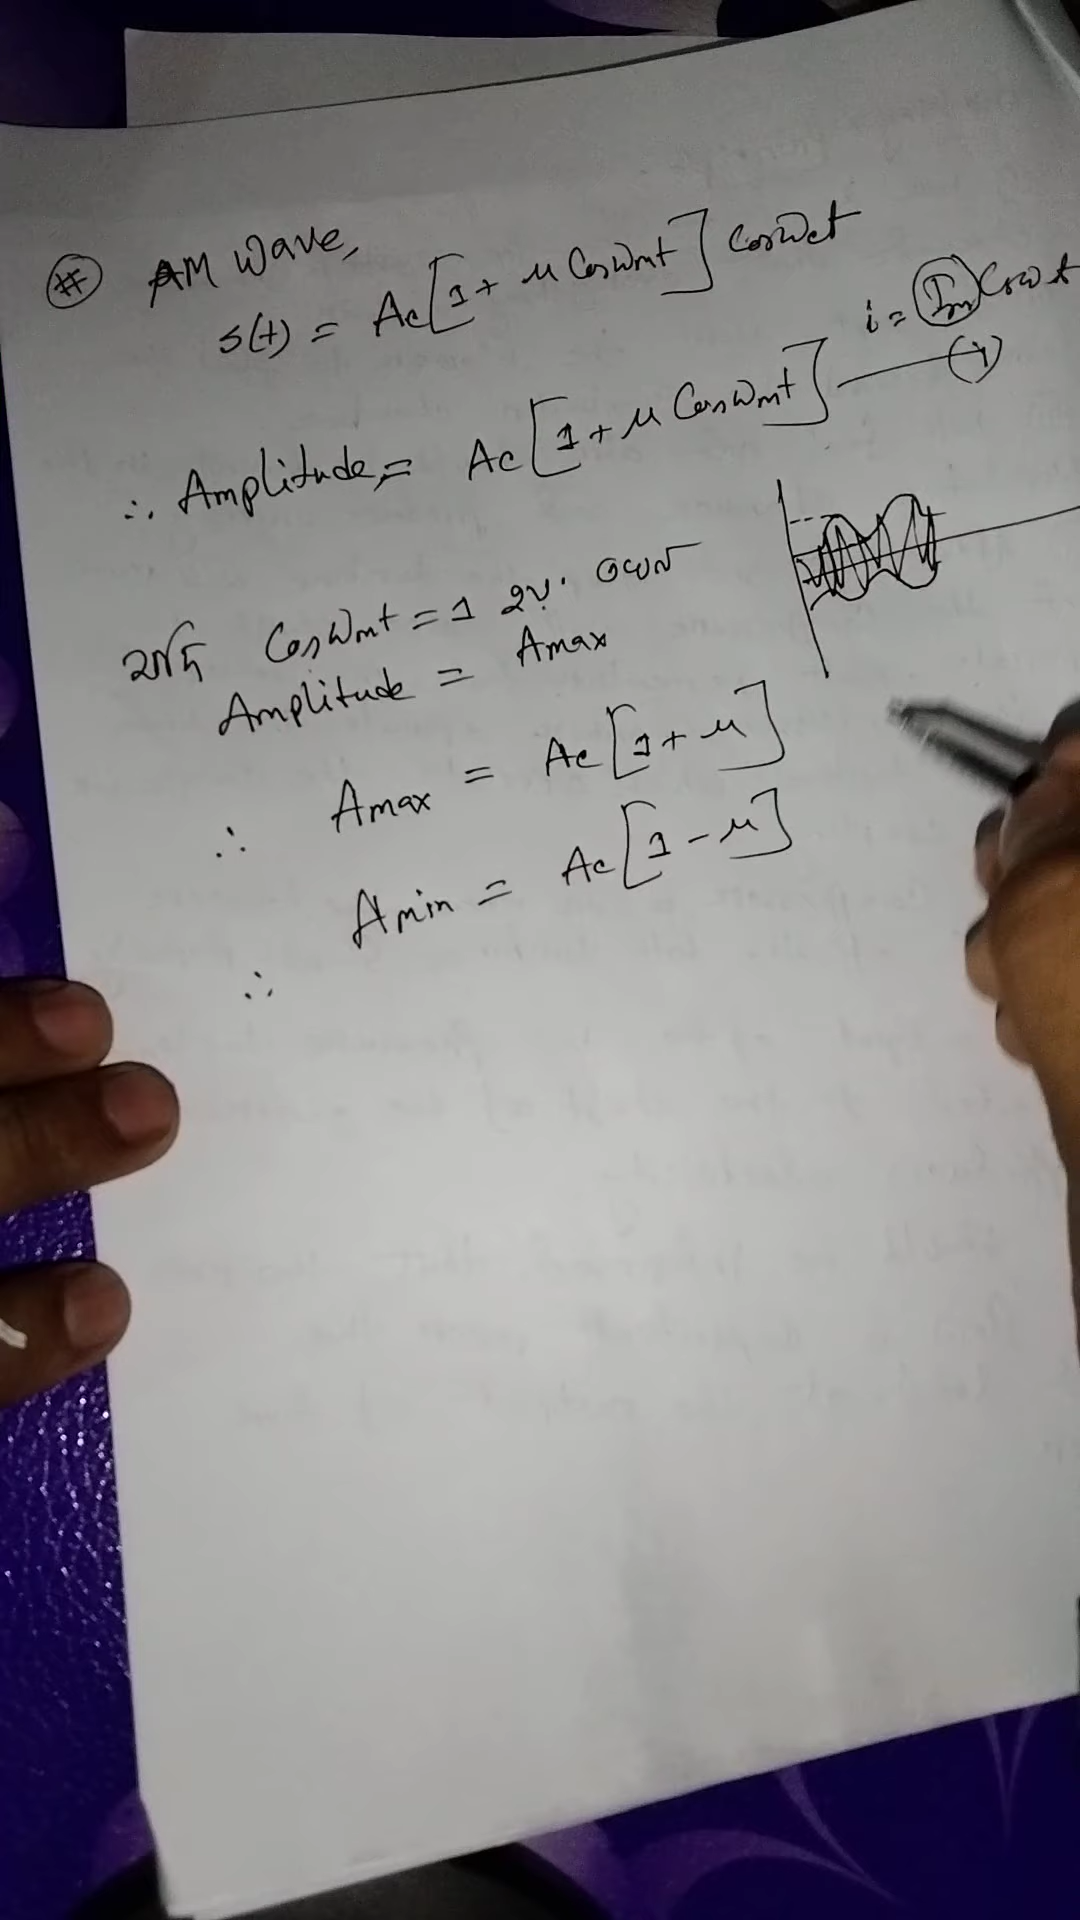 # AM Wave,
s(t) = Ac[1 + μ Cosωmt] Cosωct
i = Im Cosωt
∴ Amplitude, = Ac[1 + μ Cosωmt] — (1)
যখন Cosωmt = 1 হয়. তখন
Amplitude = Amax
∴ Amax = Ac[1 + μ]
Amin = Ac[1 - μ]
∴